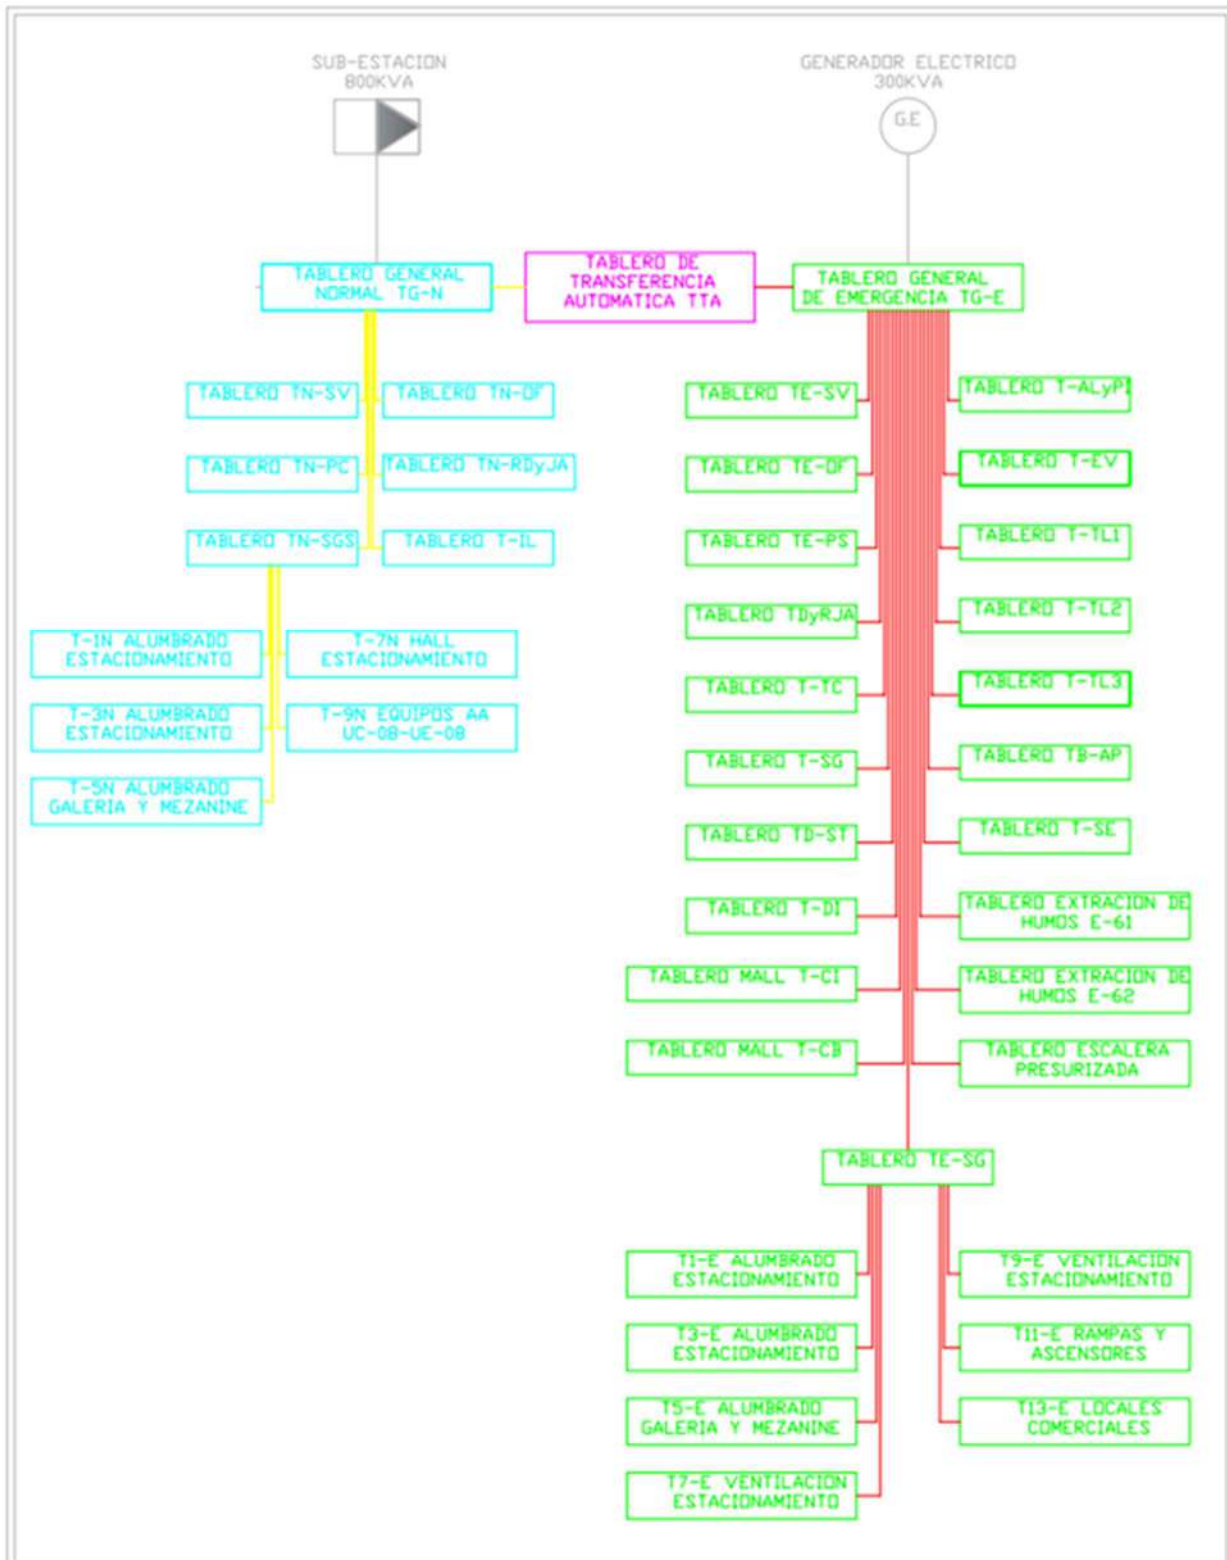 SUB-ESTACION
800KVA
GENERADOR ELECTRICO
300KVA
G.E
TABLERO GENERAL
NORMAL TG-N
TABLERO DE
TRANSFERENCIA
AUTOMATICA TTA
TABLERO GENERAL
DE EMERGENCIA TG-E
TABLERO TN-SV
TABLERO TN-OF
TABLERO TN-PC
TABLERO TN-RDyJA
TABLERO TN-SGS
TABLERO T-IL
T-1N ALUMBRADO
ESTACIONAMIENTO
T-7N HALL
ESTACIONAMIENTO
T-3N ALUMBRADO
ESTACIONAMIENTO
T-9N EQUIPOS AA
UC-08-UE-08
T-5N ALUMBRADO
GALERIA Y MEZANINE
TABLERO TE-SV
TABLERO T-ALyPI
TABLERO TE-OF
TABLERO T-EV
TABLERO TE-PS
TABLERO T-TL1
TABLERO TDyRJA
TABLERO T-TL2
TABLERO T-TC
TABLERO T-TL3
TABLERO T-SG
TABLERO TB-AP
TABLERO TD-ST
TABLERO T-SE
TABLERO T-DI
TABLERO EXTRACION DE
HUMOS E-61
TABLERO MALL T-CI
TABLERO EXTRACION DE
HUMOS E-62
TABLERO MALL T-CB
TABLERO ESCALERA
PRESURIZADA
TABLERO TE-SG
T1-E ALUMBRADO
ESTACIONAMIENTO
T9-E VENTILACION
ESTACIONAMIENTO
T3-E ALUMBRADO
ESTACIONAMIENTO
T11-E RAMPAS Y
ASCENSORES
T5-E ALUMBRADO
GALERIA Y MEZANINE
T13-E LOCALES
COMERCIALES
T7-E VENTILACION
ESTACIONAMIENTO